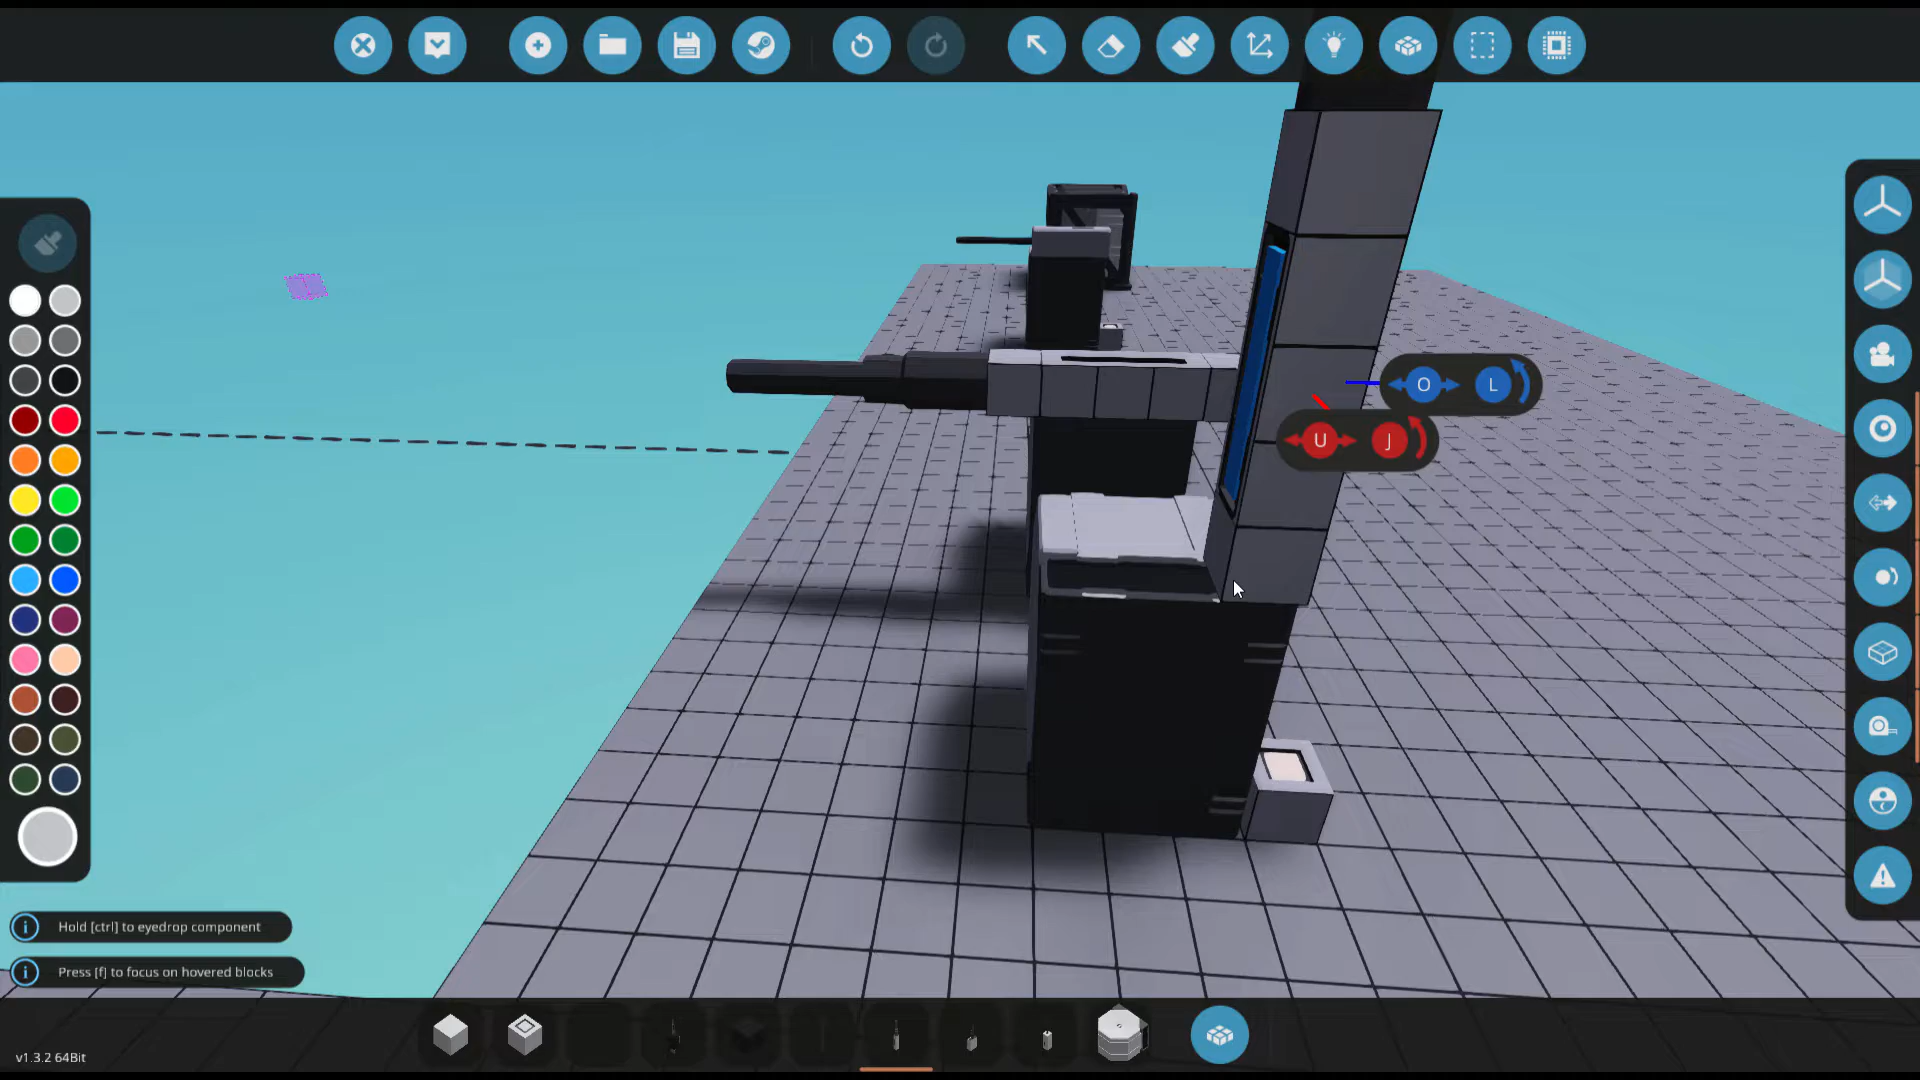 O L
U J
Hold [ctrl] to eyedrop component
Press [f] to focus on hovered blocks
v1.3.2 64Bit